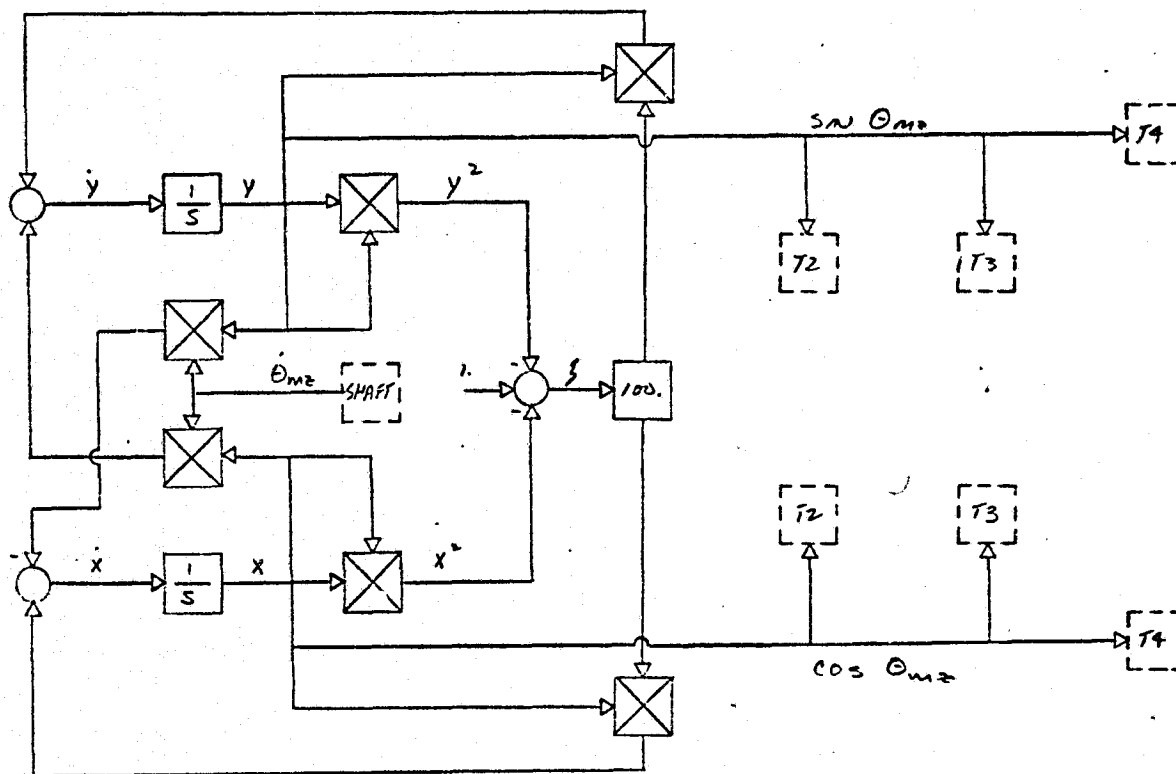 sin θmz
T4
ẏ
1/S
y
y²
T2
T3
-
θ̇mz
SHAFT
1.
ξ
100.
-
T2
T3
-
ẋ
1/S
x
x²
T4
cos θmz